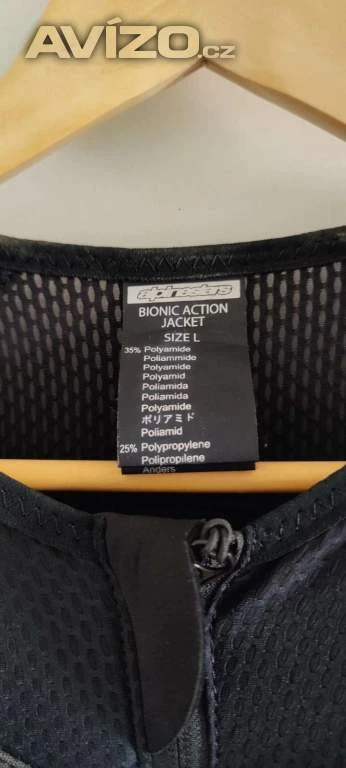 AVÍZO.cz
alpinestars
BIONIC ACTION
JACKET
SIZE L
35% Polyamide
Poliammide
Polyamide
Polyamid
Poliamida
Poliamida
Polyamide
ポリアミド
Poliamid
25% Polypropylene
Polipropilene
Anders